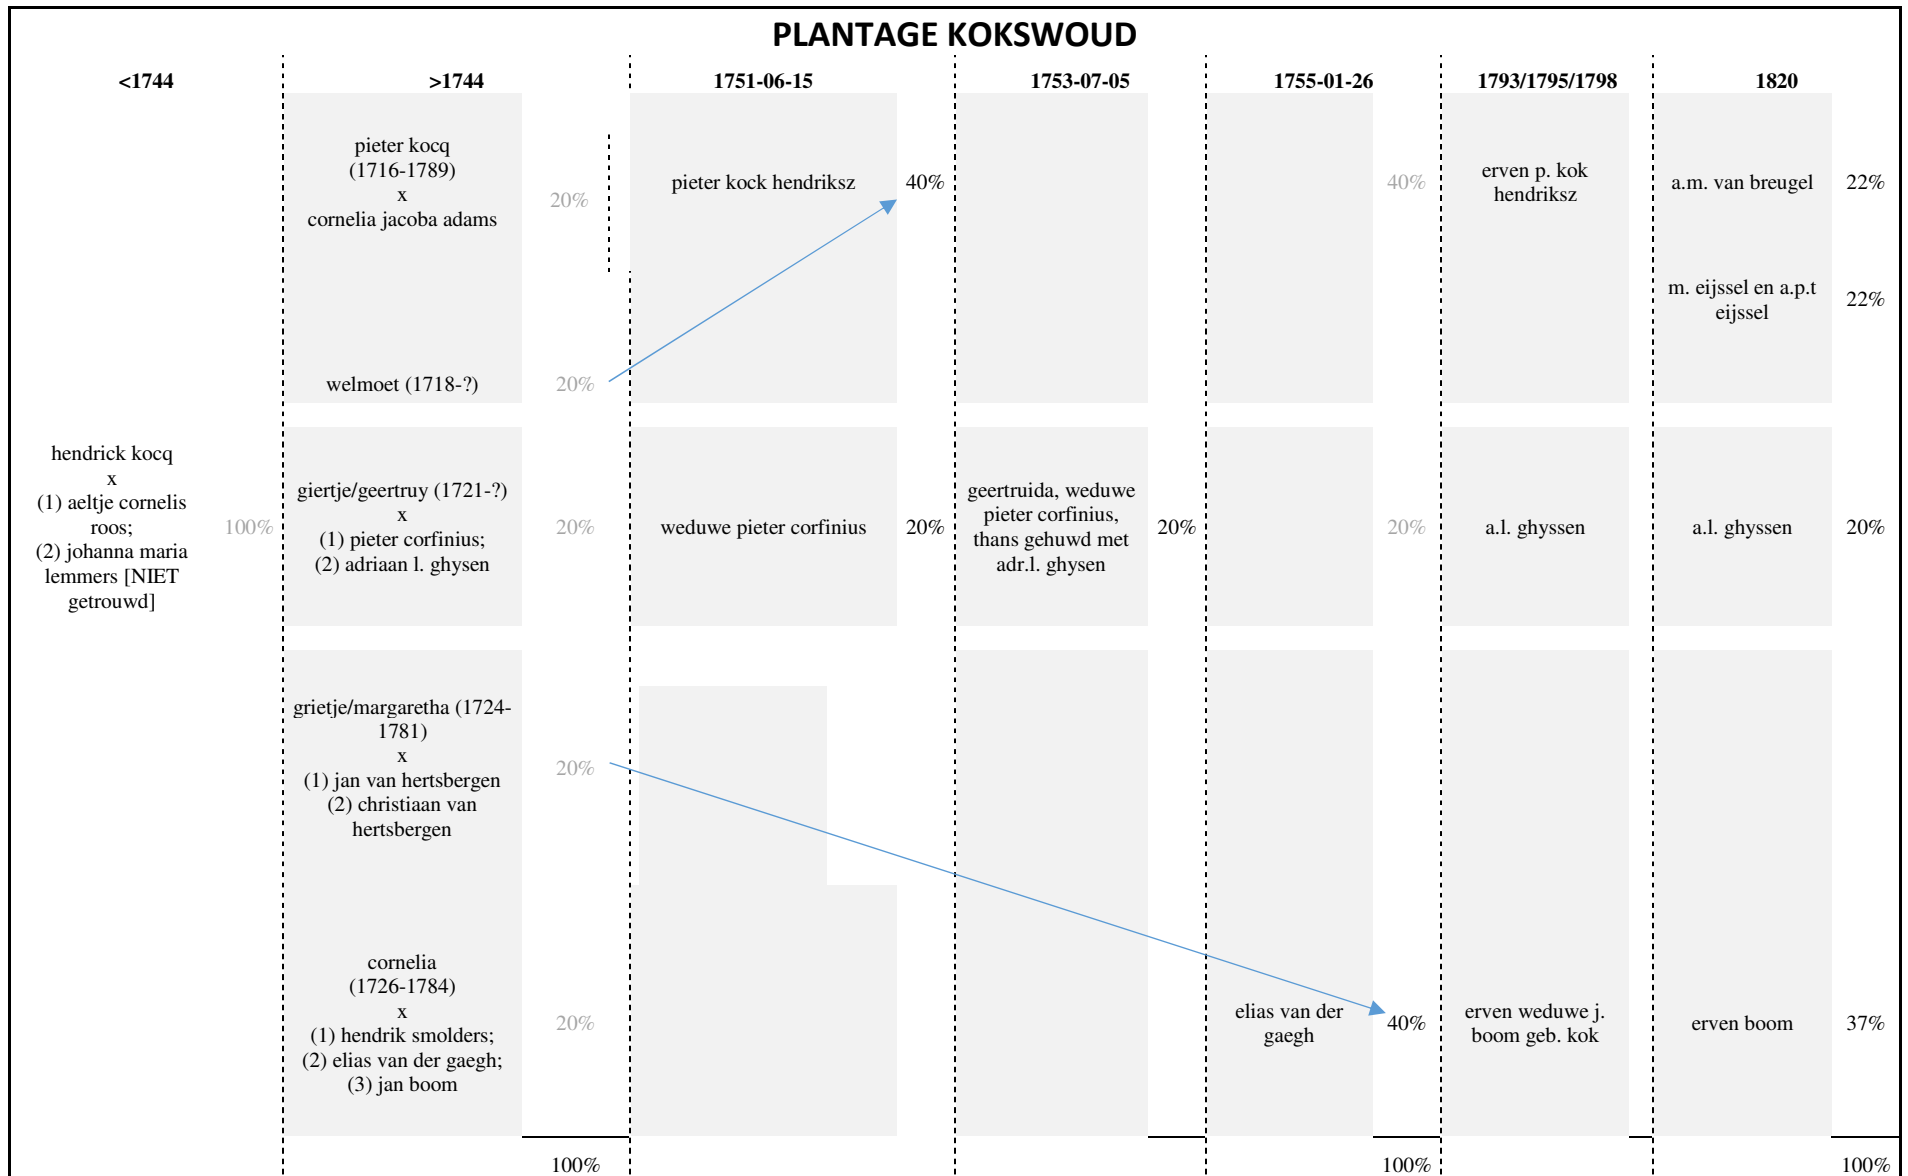 PLANTAGE KOKSWOUD
<1744
>1744
1751-06-15
1753-07-05
1755-01-26
1793/1795/1798
1820
hendrick kocq
x
(1) aeltje cornelis
roos;
(2) johanna maria
lemmers [NIET
getrouwd]
100%
pieter kocq
(1716-1789)
x
cornelia jacoba adams
20%
pieter kock hendriksz
40%
40%
erven p. kok
hendriksz
a.m. van breugel
22%
m. eijssel en a.p.t
eijssel
22%
welmoet (1718-?)
20%
giertje/geertruy (1721-?)
x
(1) pieter corfinius;
(2) adriaan l. ghysen
20%
weduwe pieter corfinius
20%
geertruida, weduwe
pieter corfinius,
thans gehuwd met
adr.l. ghysen
20%
20%
a.l. ghyssen
a.l. ghyssen
20%
grietje/margaretha (1724-
1781)
x
(1) jan van hertsbergen
(2) christiaan van
hertsbergen
20%
cornelia
(1726-1784)
x
(1) hendrik smolders;
(2) elias van der gaegh;
(3) jan boom
20%
elias van der
gaegh
40%
erven weduwe j.
boom geb. kok
erven boom
37%
100%
100%
100%